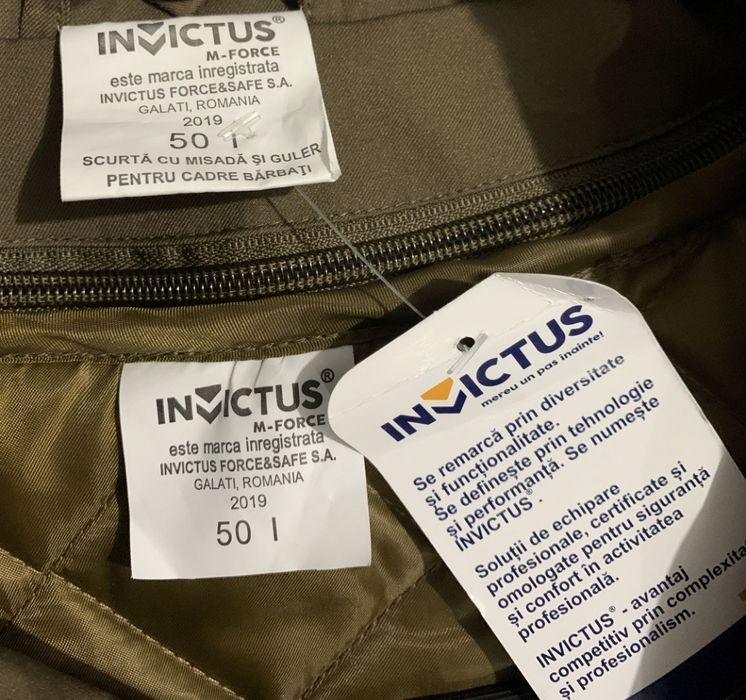 INVICTUS®
M-FORCE
este marca inregistrata
INVICTUS FORCE&SAFE S.A.
GALATI, ROMANIA
2019
50 I
SCURTĂ CU MISADĂ ȘI GULER
PENTRU CADRE BĂRBAȚI
INVICTUS®
M-FORCE
este marca inregistrata
INVICTUS FORCE&SAFE S.A.
GALATI, ROMANIA
2019
50 I
INVICTUS
mereu un pas înainte!
Se remarcă prin diversitate
și funcționalitate.
Se definește prin tehnologie
și performanță. Se numește
INVICTUS®.
Soluții de echipare
profesionale, certificate și
omologate pentru siguranță
și confort în activitatea
profesională.
INVICTUS® - avantaj
competitiv prin complexita
și profesionalism.